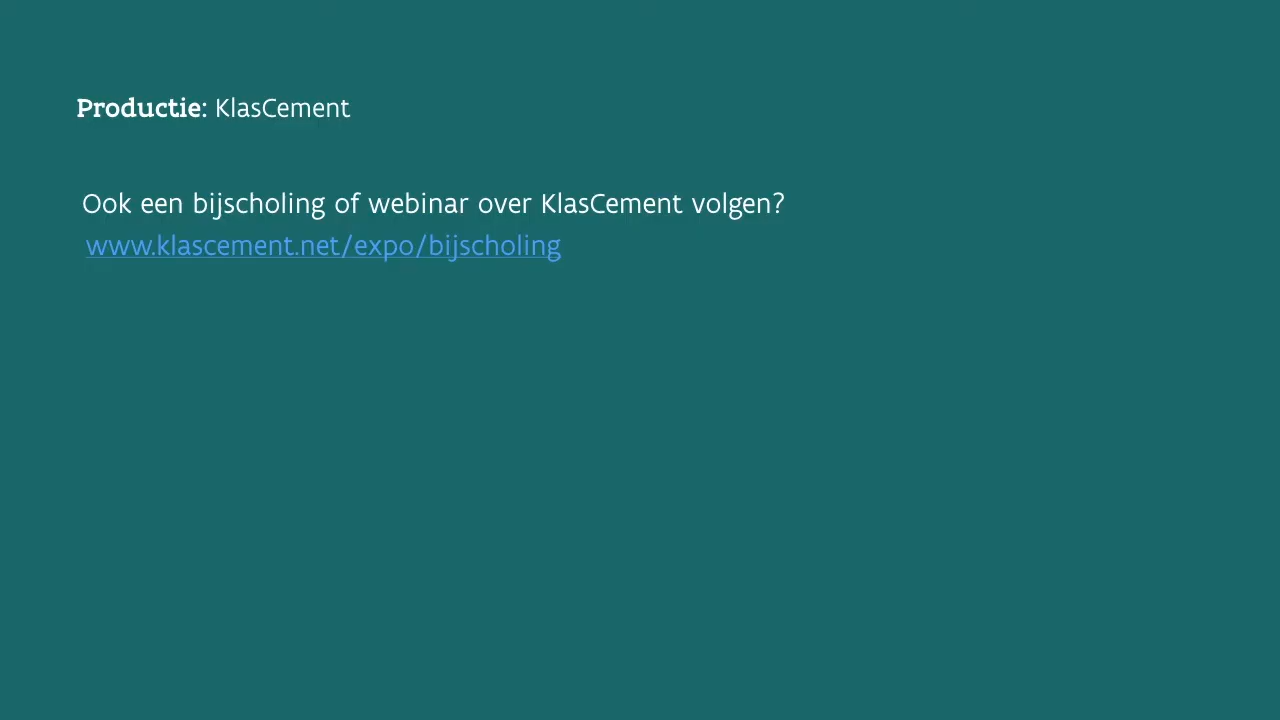 Productie: KlasCement
Ook een bijscholing of webinar over KlasCement volgen?
www.klascement.net/expo/bijscholing